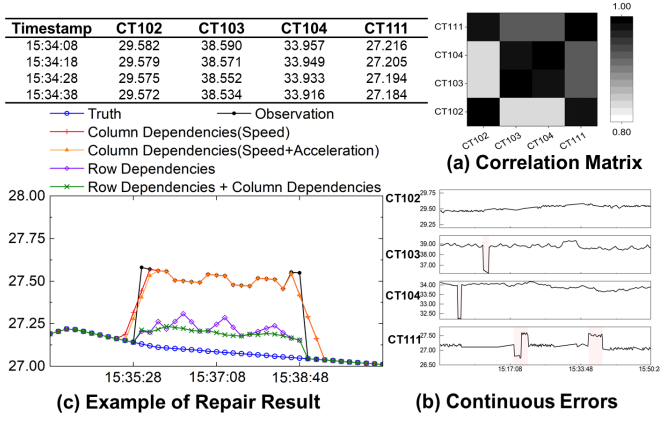 Timestamp CT102 CT103 CT104 CT111
15:34:08 29.582 38.590 33.957 27.216
15:34:18 29.579 38.571 33.949 27.205
15:34:28 29.575 38.552 33.933 27.194
15:34:38 29.572 38.534 33.916 27.184
CT111
CT104
CT103
CT102
CT102 CT103 CT104 CT111
1.00
0.80
(a) Correlation Matrix
Truth
Observation
Column Dependencies(Speed)
Column Dependencies(Speed+Acceleration)
Row Dependencies
Row Dependencies + Column Dependencies
28.00
27.75
27.50
27.25
27.00
15:35:28 15:37:08 15:38:48
(c) Example of Repair Result
CT102
29.75
29.50
29.25
CT103
39.00
38.00
37.00
CT104
34.00
33.60
33.20
32.80
CT111
27.50
27.00
26.50
15:17:08 15:33:48 15:50:2
(b) Continuous Errors